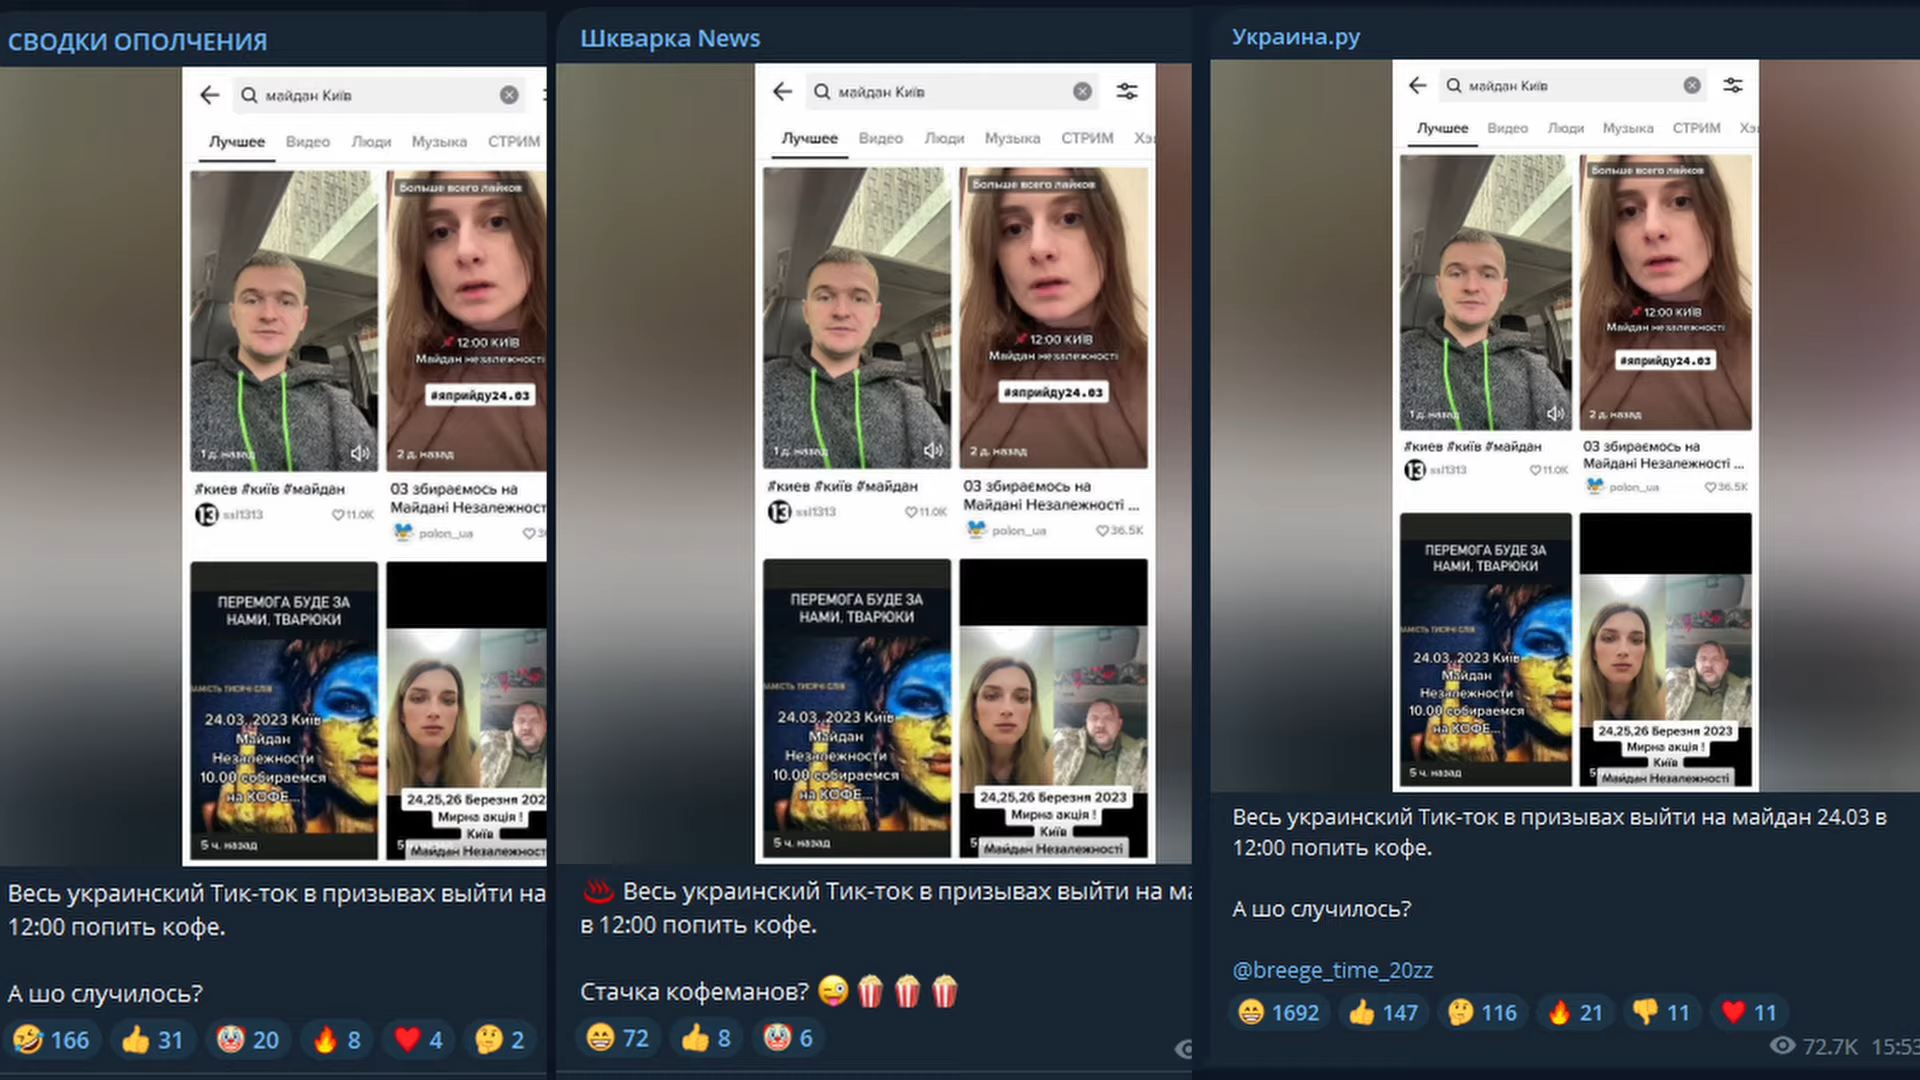 СВОДКИ ОПОЛЧЕНИЯ
майдан Київ
Лучшее Видео Люди Музыка СТРИМ
Больше всего лайков
📌 12:00 КИЇВ
Майдан незалежності
#яприйду24.03
1 д. назад
2 д. назад
#киев #київ #майдан
03 збираємось на
Майдані Незалежност
13 ssl1313 11.0K
polon_ua
ПЕРЕМОГА БУДЕ ЗА
НАМИ, ТВАРЮКИ
ТИСЯЧІ СЛІВ
24.03. 2023 Київ
Майдан
Незалежности
10.00 собираемся
на КОФЕ...
5 ч. назад
24,25,26 Березня 202
Мирна акція !
Київ
Майдан Незалежност
Весь украинский Тик-ток в призывах выйти на
12:00 попить кофе.
А шо случилось?
🤣 166 👍 31 🤡 20 🔥 8 ❤️ 4 🤔 2
Шкварка News
майдан Київ
Лучшее Видео Люди Музыка СТРИМ Хэ
Больше всего лайков
📌 12:00 КИЇВ
Майдан незалежності
#яприйду24.03
1 д. назад
2 д. назад
#киев #київ #майдан
03 збираємось на
Майдані Незалежності ...
13 ssl1313 11.0K
polon_ua 36.5K
ПЕРЕМОГА БУДЕ ЗА
НАМИ, ТВАРЮКИ
ТИСЯЧІ СЛІВ
24.03. 2023 Київ
Майдан
Незалежности
10.00 собираемся
на КОФЕ...
5 ч. назад
24,25,26 Березня 2023
Мирна акція !
Київ
Майдан Незалежності
♨️ Весь украинский Тик-ток в призывах выйти на ма
в 12:00 попить кофе.
Стачка кофеманов? 😜🍿🍿🍿
😁 72 👍 8 🤡 6
Украина.ру
майдан Київ
Лучшее Видео Люди Музыка СТРИМ Хэ
Больше всего лайков
📌 12:00 КИЇВ
Майдан незалежності
#яприйду24.03
1 д. назад
2 д. назад
#киев #київ #майдан
03 збираємось на
Майдані Незалежності ...
13 ssl1313 11.0K
polon_ua 36.5K
ПЕРЕМОГА БУДЕ ЗА
НАМИ, ТВАРЮКИ
ТИСЯЧІ СЛІВ
24.03. 2023 Київ
Майдан
Незалежности
10.00 собираемся
на КОФЕ...
5 ч. назад
24,25,26 Березня 2023
Мирна акція !
Київ
Майдан Незалежності
Весь украинский Тик-ток в призывах выйти на майдан 24.03 в
12:00 попить кофе.
А шо случилось?
@breege_time_20zz
😁 1692 👍 147 🤔 116 🔥 21 👎 11 ❤️ 11
72.7K 15:53